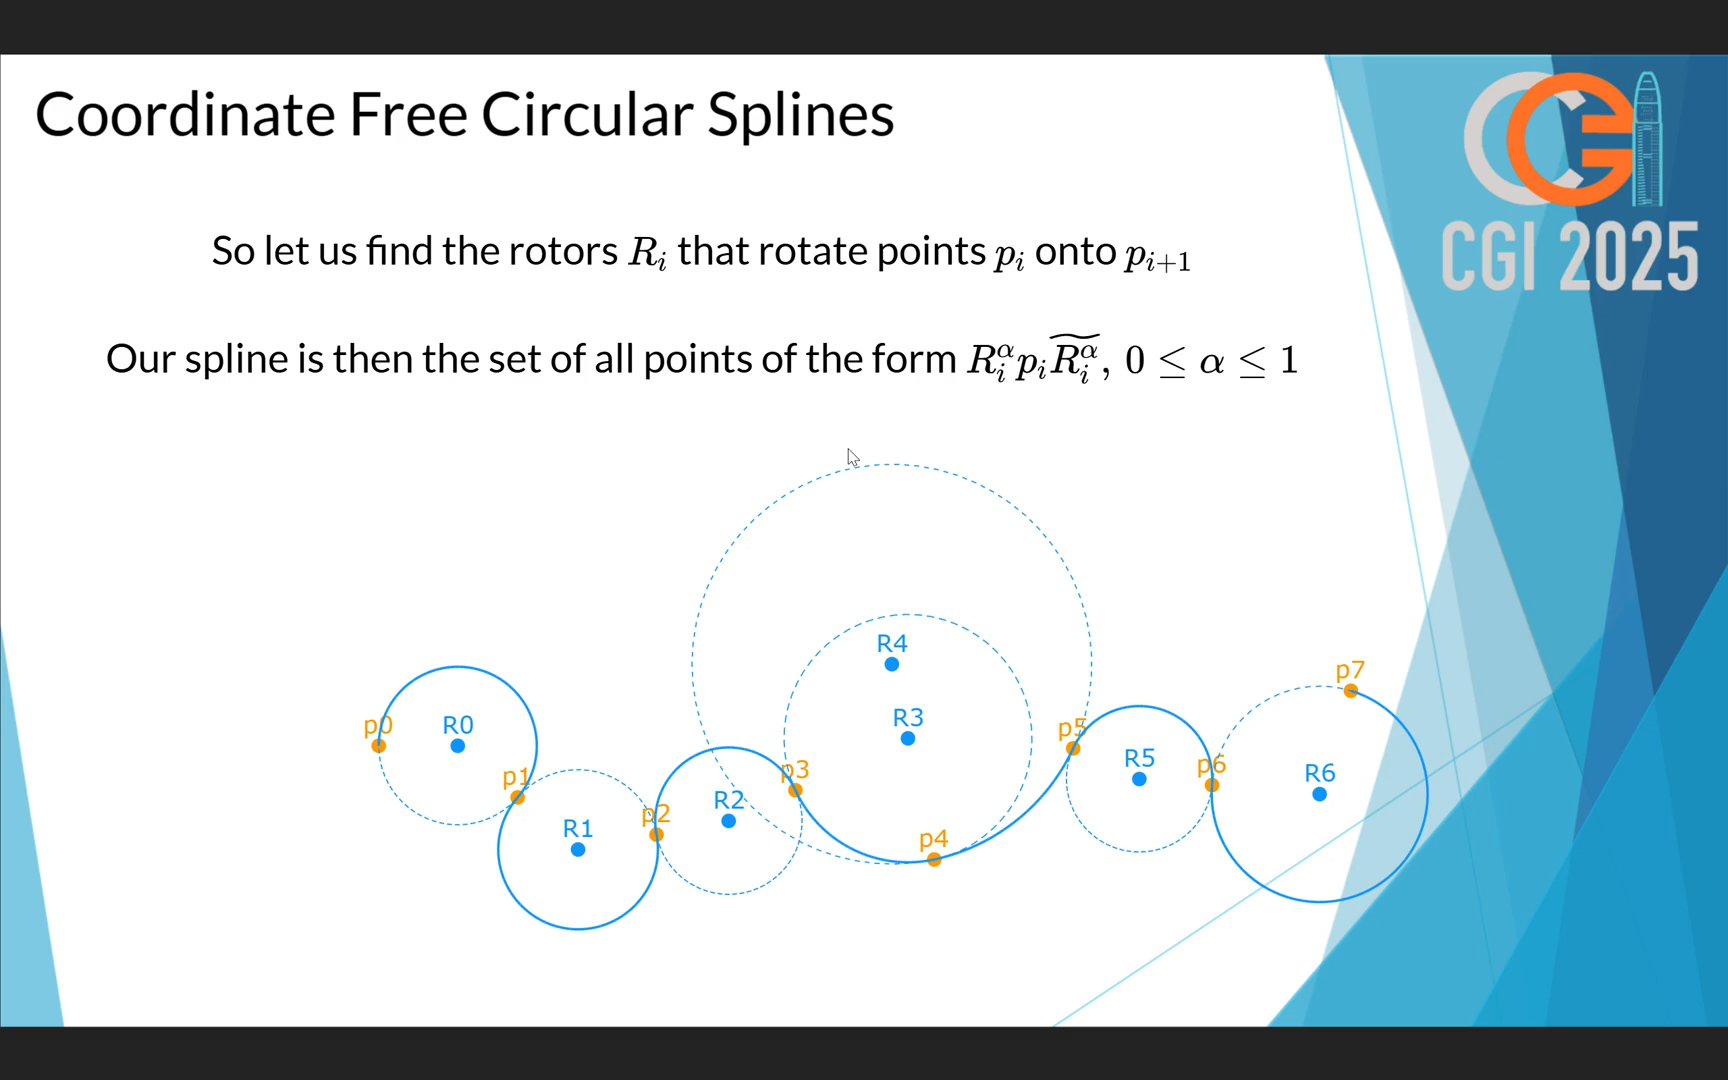 Coordinate Free Circular Splines
CGI 2025
So let us find the rotors $R_i$ that rotate points $p_i$ onto $p_{i+1}$
Our spline is then the set of all points of the form $R_i^{\alpha} p_i \widetilde{R_i^{\alpha}}, \, 0 \leq \alpha \leq 1$
R4
p7
p0 R0
R3
p5
R5
p6
R6
p3
p1
R2
p2
R1
p4